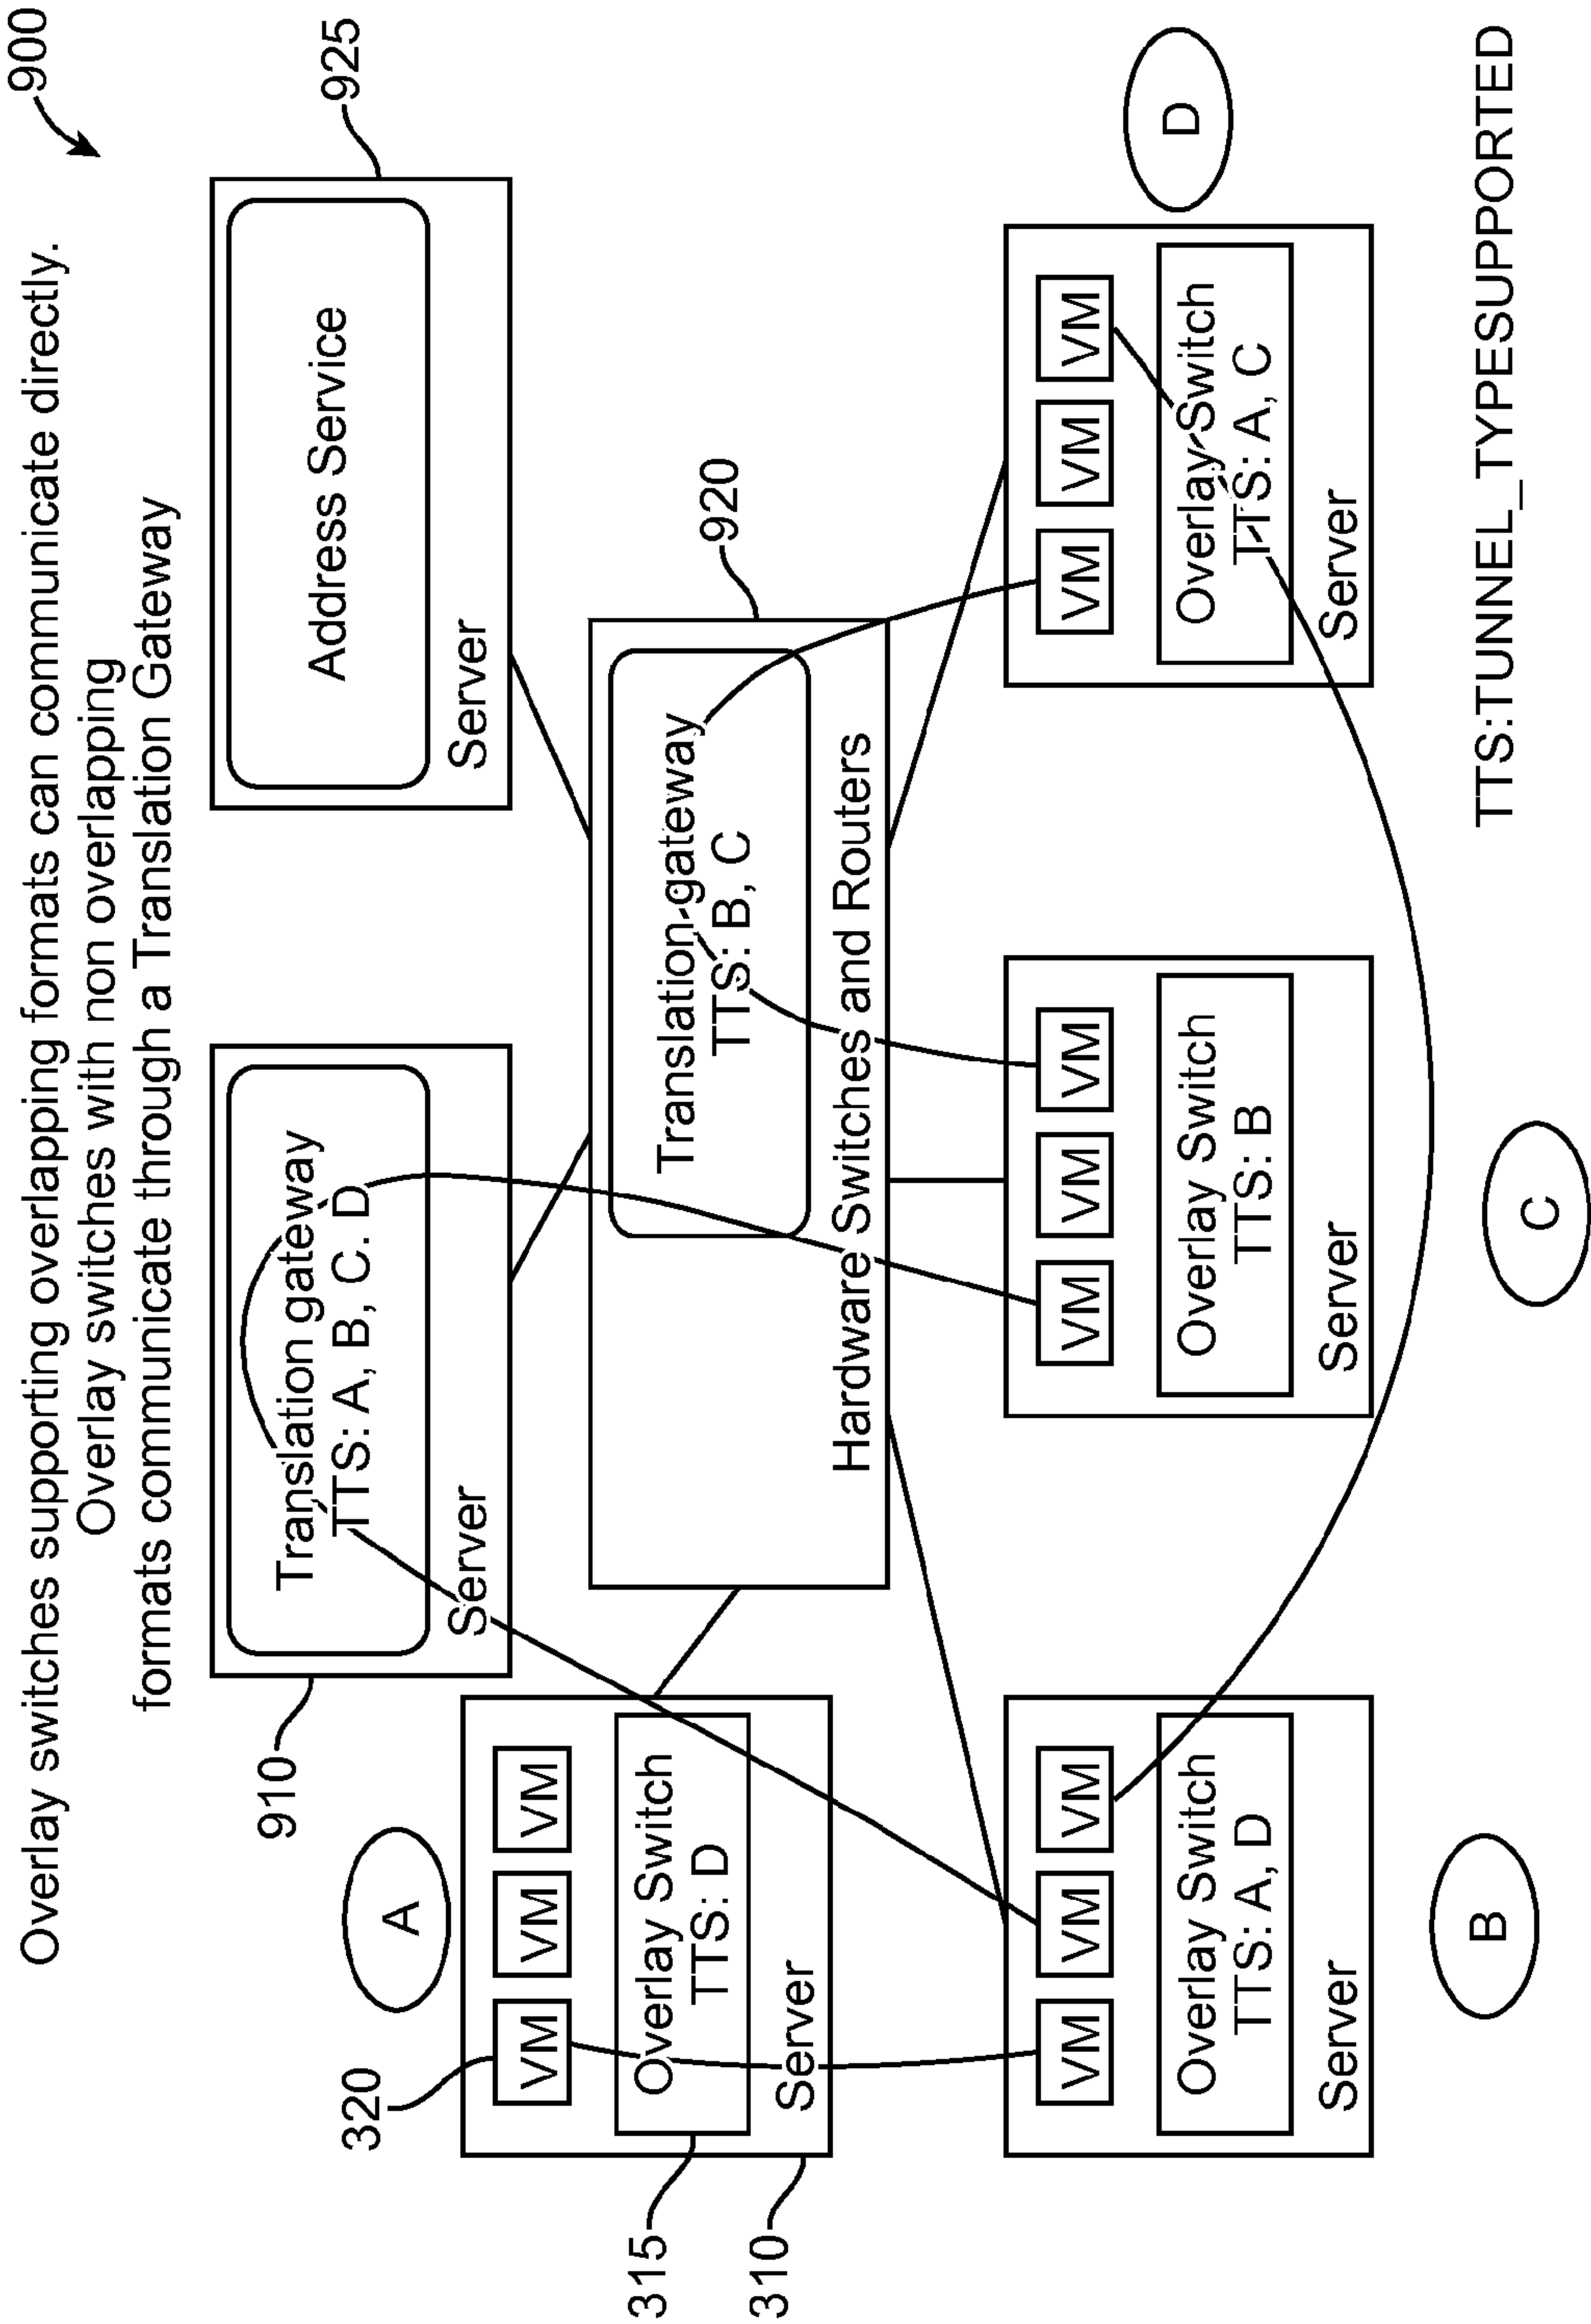 900
Overlay switches supporting overlapping formats can communicate directly.
Overlay switches with non overlapping
formats communicate through a Translation Gateway
910
Translation gateway
TTS: A, B, C. D
Server
925
Address Service
Server
A
320
VM VM VM
Overlay Switch
TTS: D
Server
315
310
920
Translation gateway
TTS: B, C
Hardware Switches and Routers
VM VM VM
Overlay Switch
TTS: A, D
Server
B
VM VM VM
Overlay Switch
TTS: B
Server
C
VM VM VM
Overlay Switch
TTS: A, C
Server
D
TTS:TUNNEL_TYPESUPPORTED